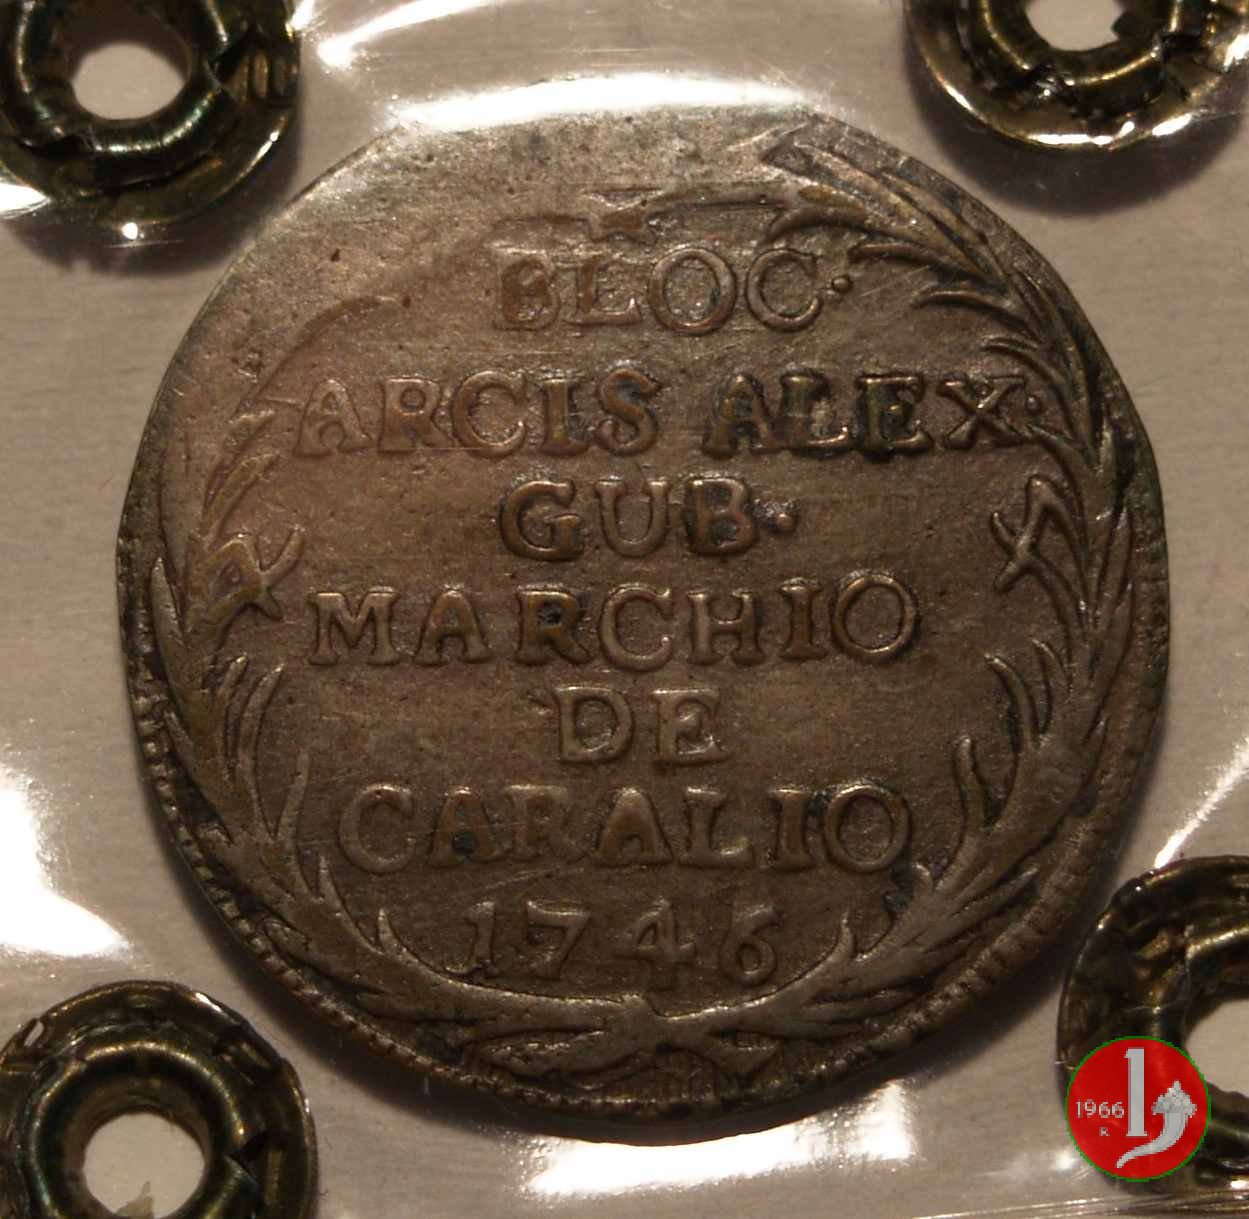 BLOC·
ARCIS ALEX·
GUB·
MARCHIO
DE
CARALIO
1746
1966
R